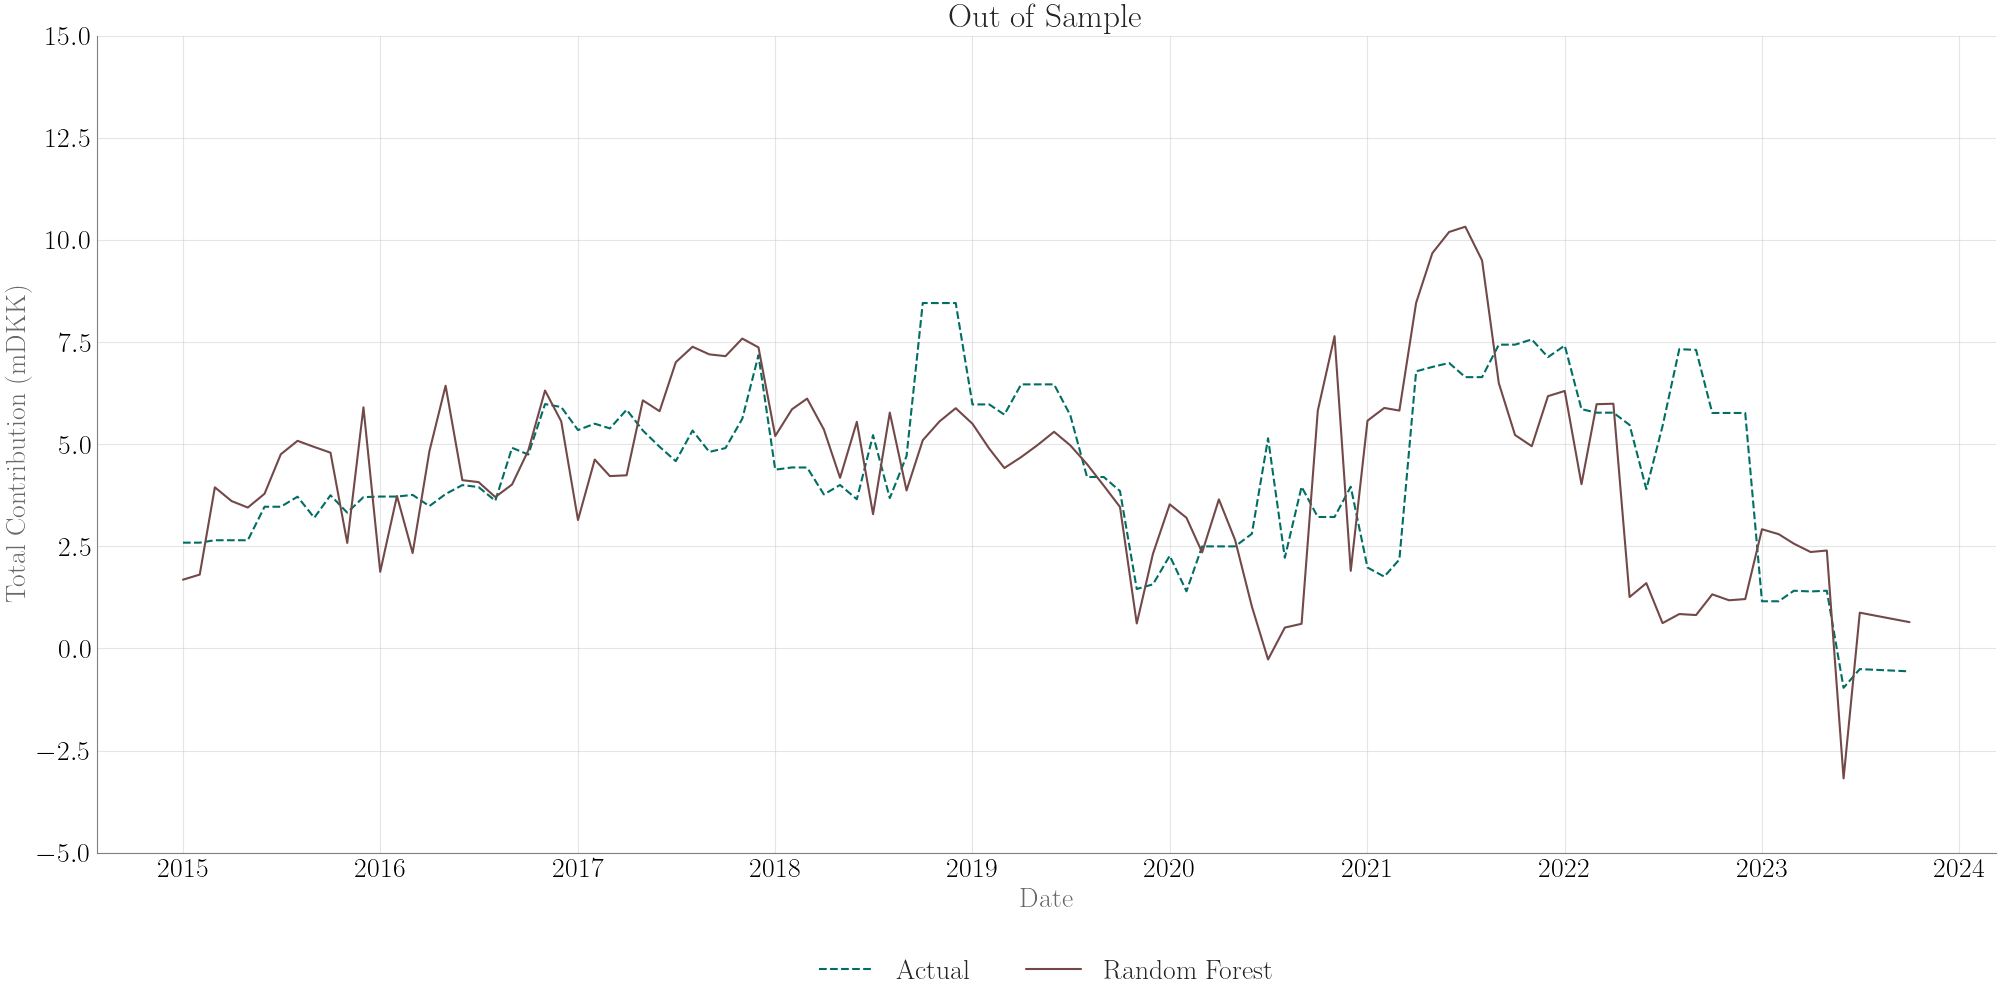 Out of Sample
Total Contribution (mDKK)
15.0
12.5
10.0
7.5
5.0
2.5
0.0
−2.5
−5.0
2015 2016 2017 2018 2019 2020 2021 2022 2023 2024
Date
Actual Random Forest